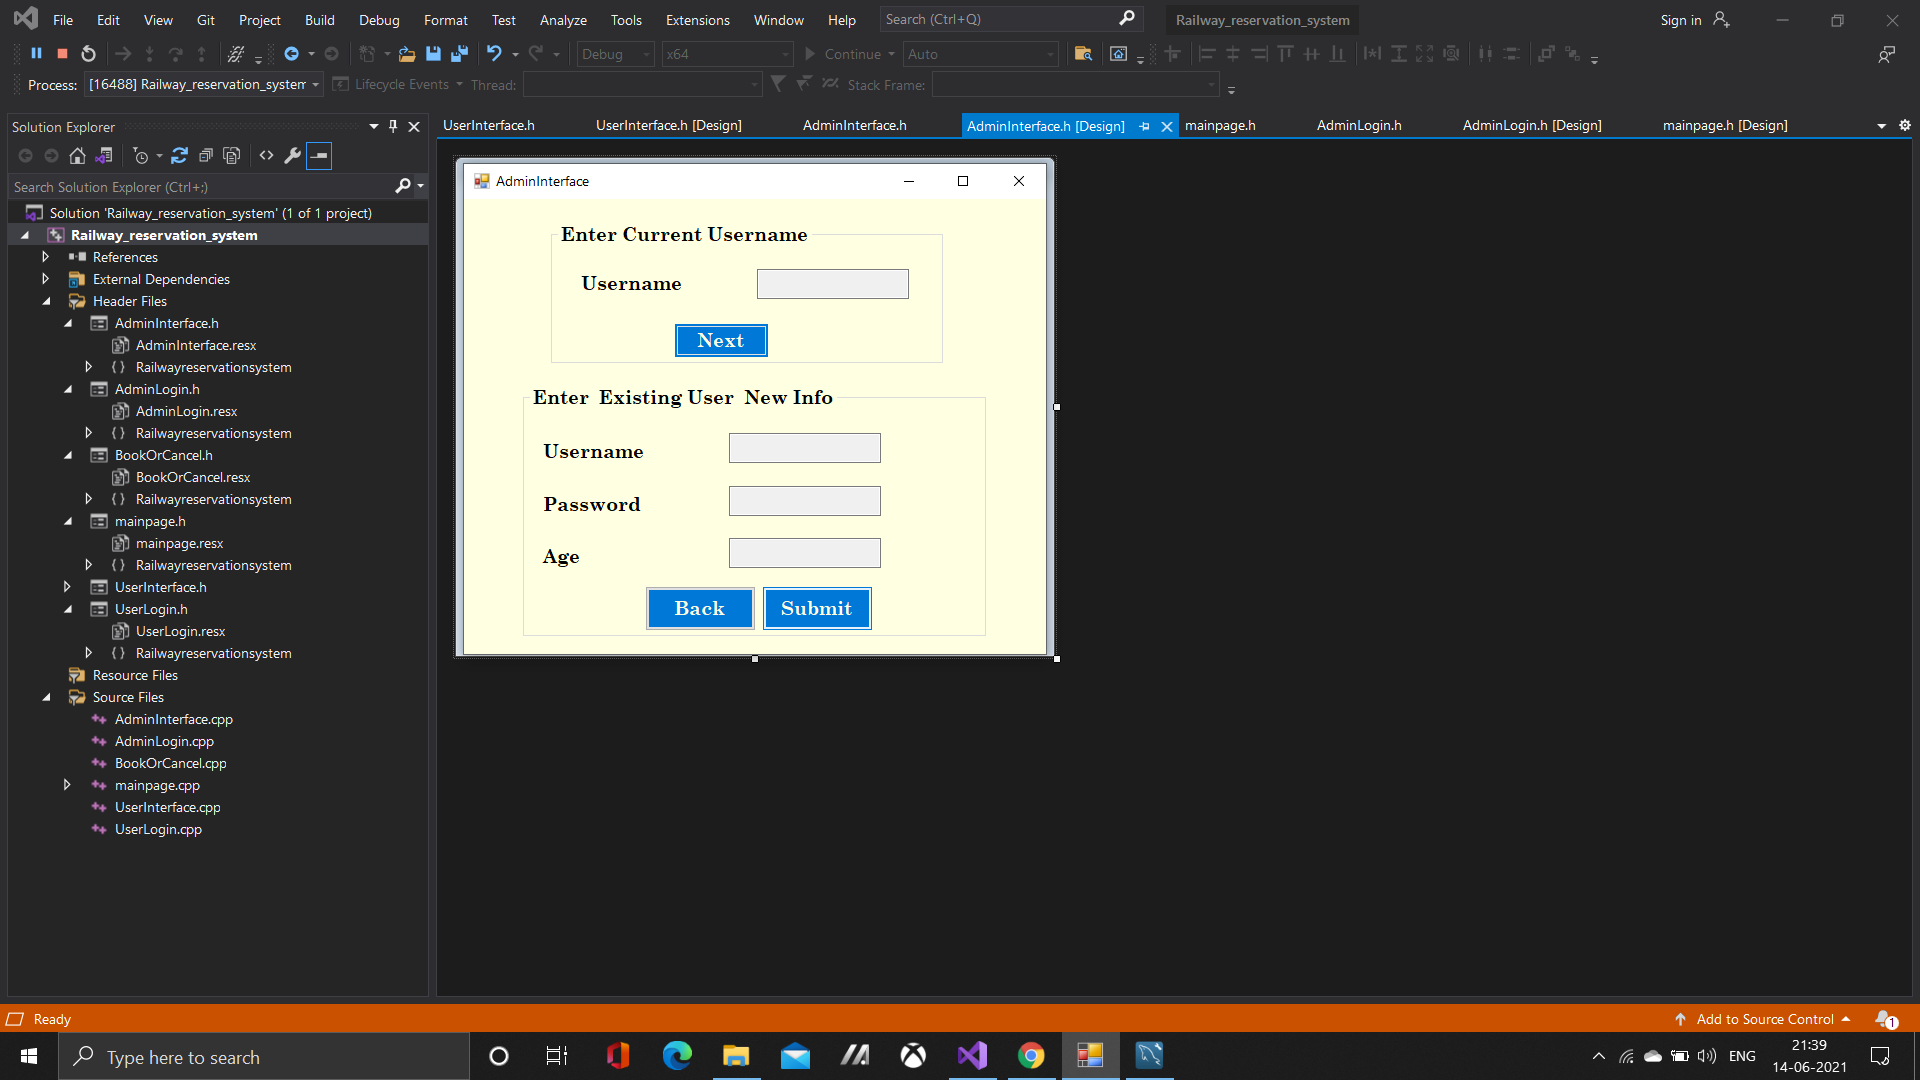 File Edit View Git Project Build Debug Format Test Analyze Tools Extensions Window Help Search (Ctrl+Q) Railway_reservation_system Sign in
Debug x64 Continue Auto
Process: [16488] Railway_reservation_system Lifecycle Events Thread: Stack Frame:
Solution Explorer
UserInterface.h UserInterface.h [Design] AdminInterface.h AdminInterface.h [Design] mainpage.h AdminLogin.h AdminLogin.h [Design] mainpage.h [Design]
Search Solution Explorer (Ctrl+;)
Solution 'Railway_reservation_system' (1 of 1 project)
Railway_reservation_system
References
External Dependencies
Header Files
AdminInterface.h
AdminInterface.resx
{ } Railwayreservationsystem
AdminLogin.h
AdminLogin.resx
{ } Railwayreservationsystem
BookOrCancel.h
BookOrCancel.resx
{ } Railwayreservationsystem
mainpage.h
mainpage.resx
{ } Railwayreservationsystem
UserInterface.h
UserLogin.h
UserLogin.resx
{ } Railwayreservationsystem
Resource Files
Source Files
AdminInterface.cpp
AdminLogin.cpp
BookOrCancel.cpp
mainpage.cpp
UserInterface.cpp
UserLogin.cpp
AdminInterface
Enter Current Username
Username
Next
Enter Existing User New Info
Username
Password
Age
Back Submit
Ready Add to Source Control 1
Type here to search ENG 21:39
14-06-2021